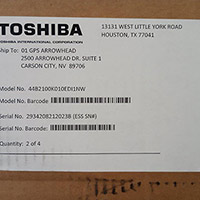 TOSHIBA
TOSHIBA INTERNATIONAL CORPORATION
13131 WEST LITTLE YORK ROAD
HOUSTON, TX 77041
Ship To: 01 GPS ARROWHEAD
2500 ARROWHEAD DR. SUITE 1
CARSON CITY, NV 89706
Model No: 44B2100K010EDI1NW
Model No. Barcode
Serial No: 29342082120238 (ESS SN#)
Serial No. Barcode
Quantity: 2 of 4